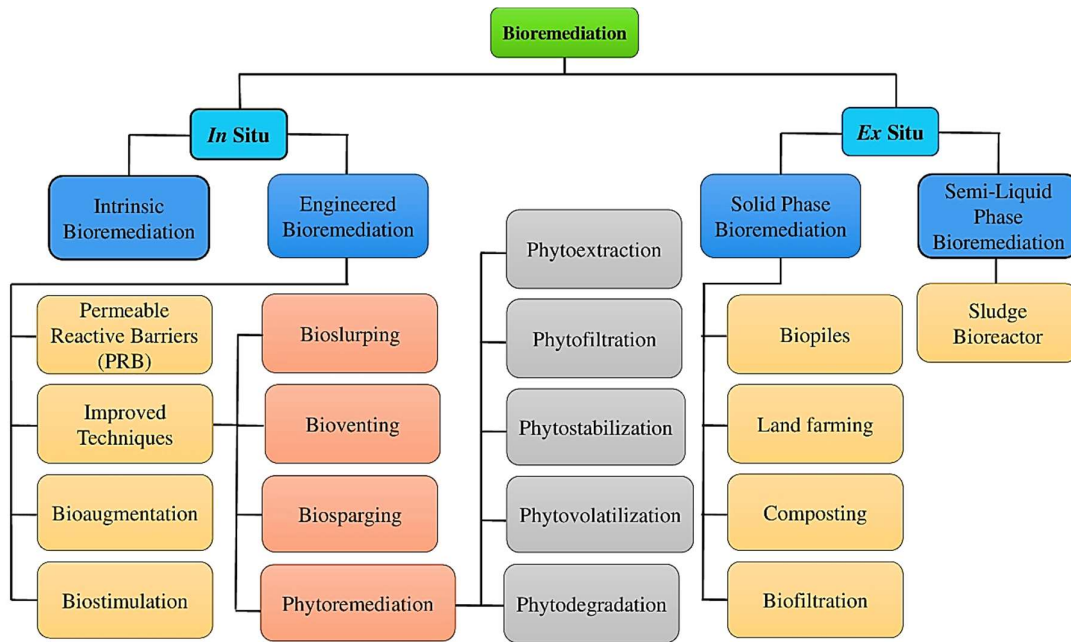 Bioremediation
In Situ
Ex Situ
Intrinsic
Bioremediation
Engineered
Bioremediation
Solid Phase
Bioremediation
Semi-Liquid
Phase
Bioremediation
Permeable
Reactive Barriers
(PRB)
Improved
Techniques
Bioaugmentation
Biostimulation
Bioslurping
Bioventing
Biosparging
Phytoremediation
Phytoextraction
Phytofiltration
Phytostabilization
Phytovolatilization
Phytodegradation
Biopiles
Land farming
Composting
Biofiltration
Sludge
Bioreactor